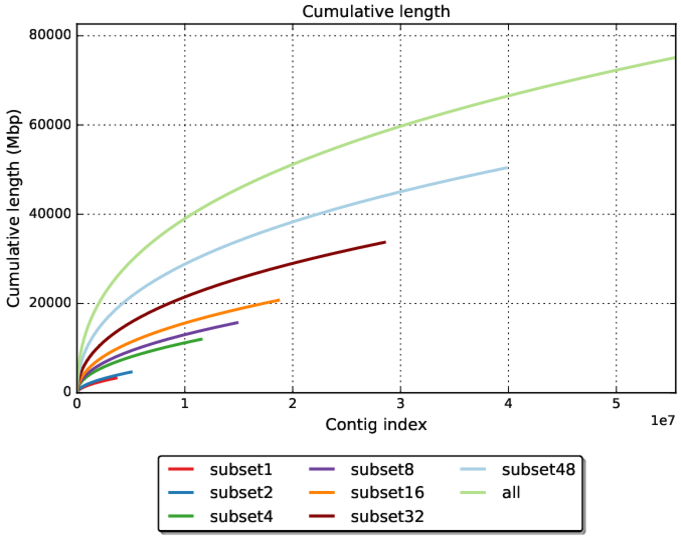 Cumulative length
80000
60000
40000
20000
0
Cumulative length (Mbp)
0 1 2 3 4 5
1e7
Contig index
subset1 subset8 subset48
subset2 subset16 all
subset4 subset32